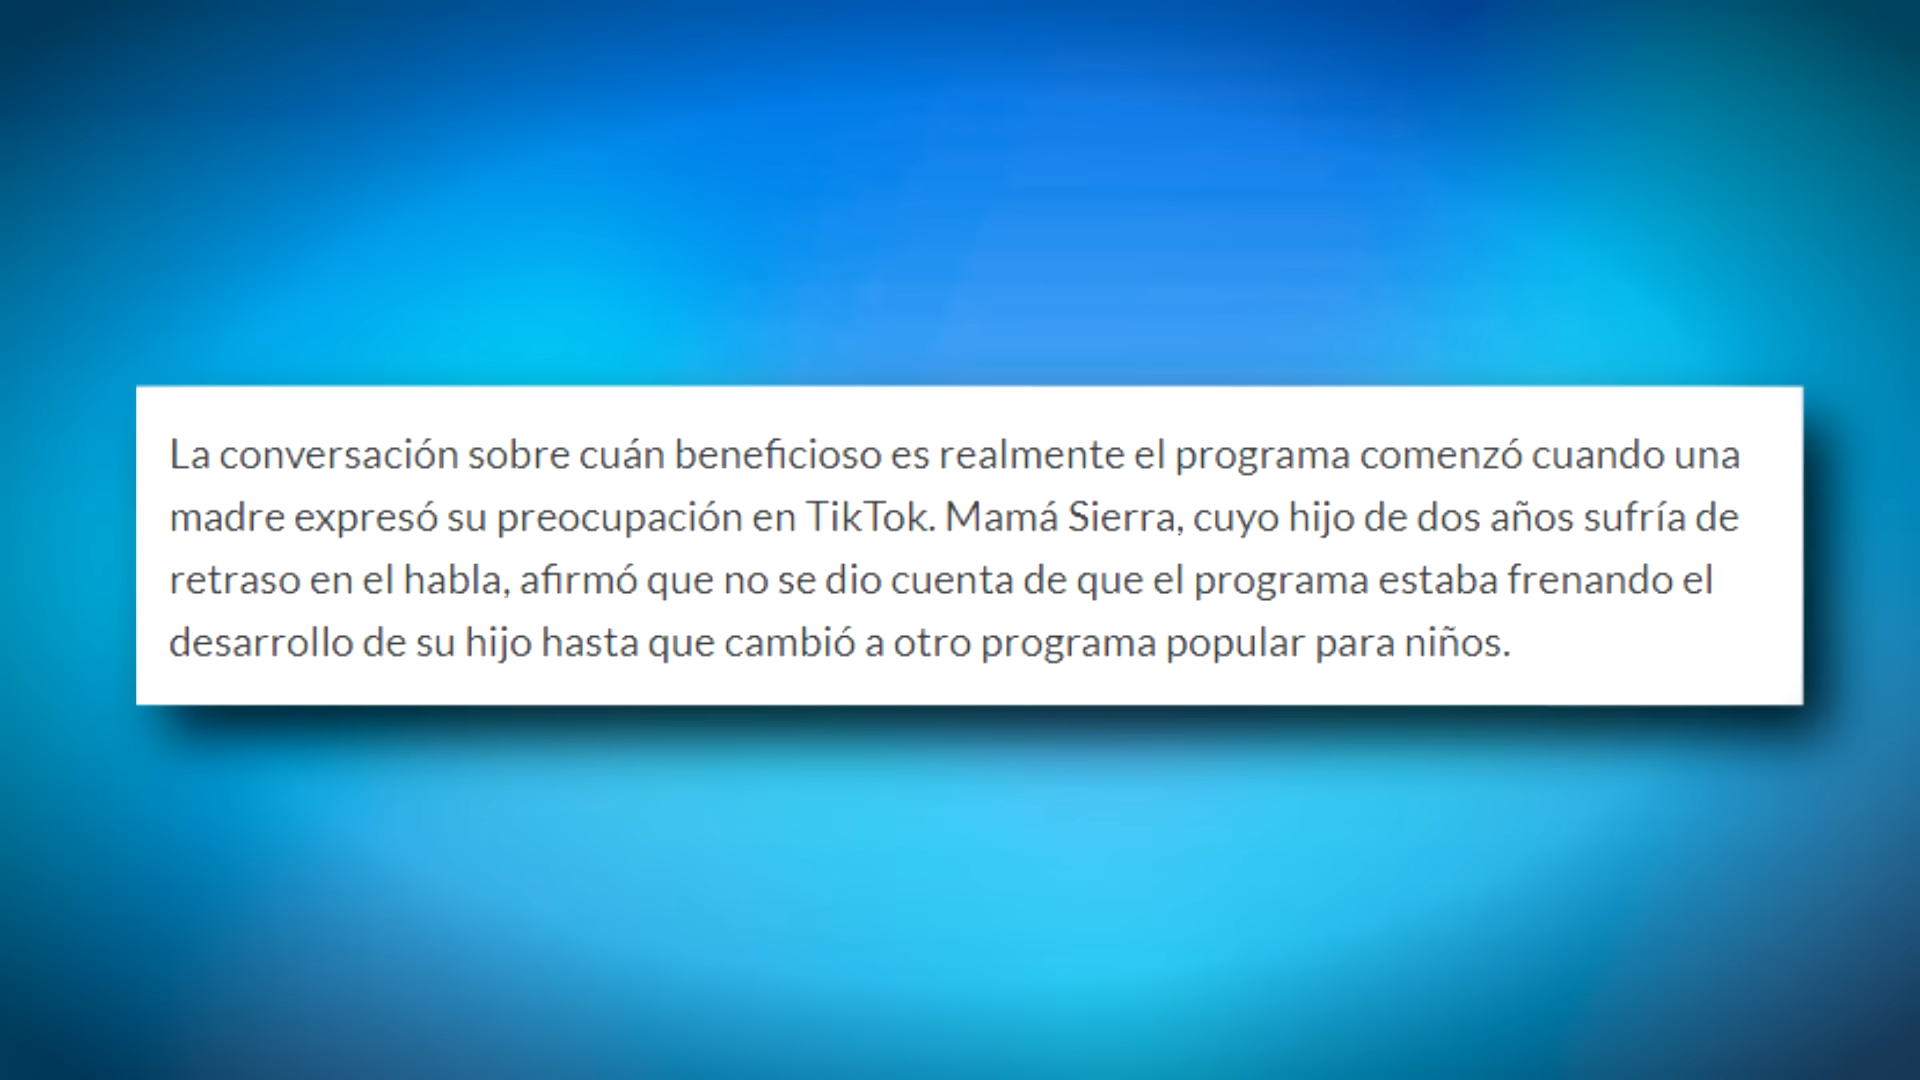 La conversación sobre cuán beneficioso es realmente el programa comenzó cuando una
madre expresó su preocupación en TikTok. Mamá Sierra, cuyo hijo de dos años sufría de
retraso en el habla, afirmó que no se dio cuenta de que el programa estaba frenando el
desarrollo de su hijo hasta que cambió a otro programa popular para niños.